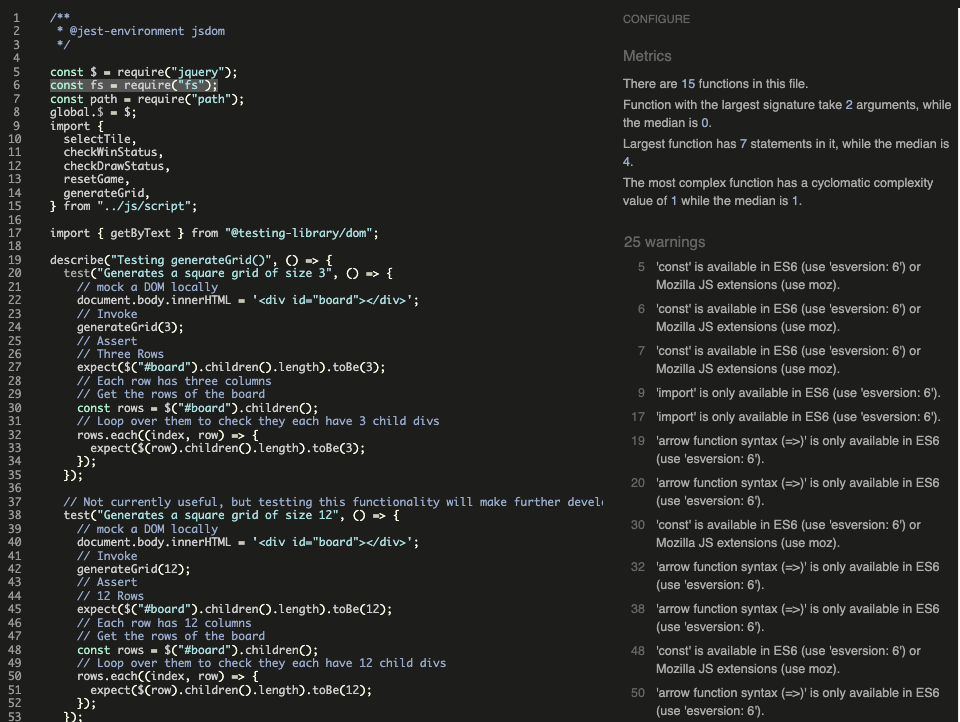 1 /**
2  * @jest-environment jsdom
3  */
4
5 const $ = require("jquery");
6 const fs = require("fs");
7 const path = require("path");
8 global.$ = $;
9 import {
10   selectTile,
11   checkWinStatus,
12   checkDrawStatus,
13   resetGame,
14   generateGrid,
15 } from "../js/script";
16
17 import { getByText } from "@testing-library/dom";
18
19 describe("Testing generateGrid()", () => {
20   test("Generates a square grid of size 3", () => {
21     // mock a DOM locally
22     document.body.innerHTML = '<div id="board"></div>';
23     // Invoke
24     generateGrid(3);
25     // Assert
26     // Three Rows
27     expect($("#board").children().length).toBe(3);
28     // Each row has three columns
29     // Get the rows of the board
30     const rows = $("#board").children();
31     // Loop over them to check they each have 3 child divs
32     rows.each((index, row) => {
33       expect($(row).children().length).toBe(3);
34     });
35   });
36
37   // Not currently useful, but testting this functionality will make further devel
38   test("Generates a square grid of size 12", () => {
39     // mock a DOM locally
40     document.body.innerHTML = '<div id="board"></div>';
41     // Invoke
42     generateGrid(12);
43     // Assert
44     // 12 Rows
45     expect($("#board").children().length).toBe(12);
46     // Each row has 12 columns
47     // Get the rows of the board
48     const rows = $("#board").children();
49     // Loop over them to check they each have 12 child divs
50     rows.each((index, row) => {
51       expect($(row).children().length).toBe(12);
52     });
53   });
CONFIGURE
Metrics
There are 15 functions in this file.
Function with the largest signature take 2 arguments, while
the median is 0.
Largest function has 7 statements in it, while the median is
4.
The most complex function has a cyclomatic complexity
value of 1 while the median is 1.
25 warnings
5 'const' is available in ES6 (use 'esversion: 6') or
Mozilla JS extensions (use moz).
6 'const' is available in ES6 (use 'esversion: 6') or
Mozilla JS extensions (use moz).
7 'const' is available in ES6 (use 'esversion: 6') or
Mozilla JS extensions (use moz).
9 'import' is only available in ES6 (use 'esversion: 6').
17 'import' is only available in ES6 (use 'esversion: 6').
19 'arrow function syntax (=>)' is only available in ES6
(use 'esversion: 6').
20 'arrow function syntax (=>)' is only available in ES6
(use 'esversion: 6').
30 'const' is available in ES6 (use 'esversion: 6') or
Mozilla JS extensions (use moz).
32 'arrow function syntax (=>)' is only available in ES6
(use 'esversion: 6').
38 'arrow function syntax (=>)' is only available in ES6
(use 'esversion: 6').
48 'const' is available in ES6 (use 'esversion: 6') or
Mozilla JS extensions (use moz).
50 'arrow function syntax (=>)' is only available in ES6
(use 'esversion: 6').